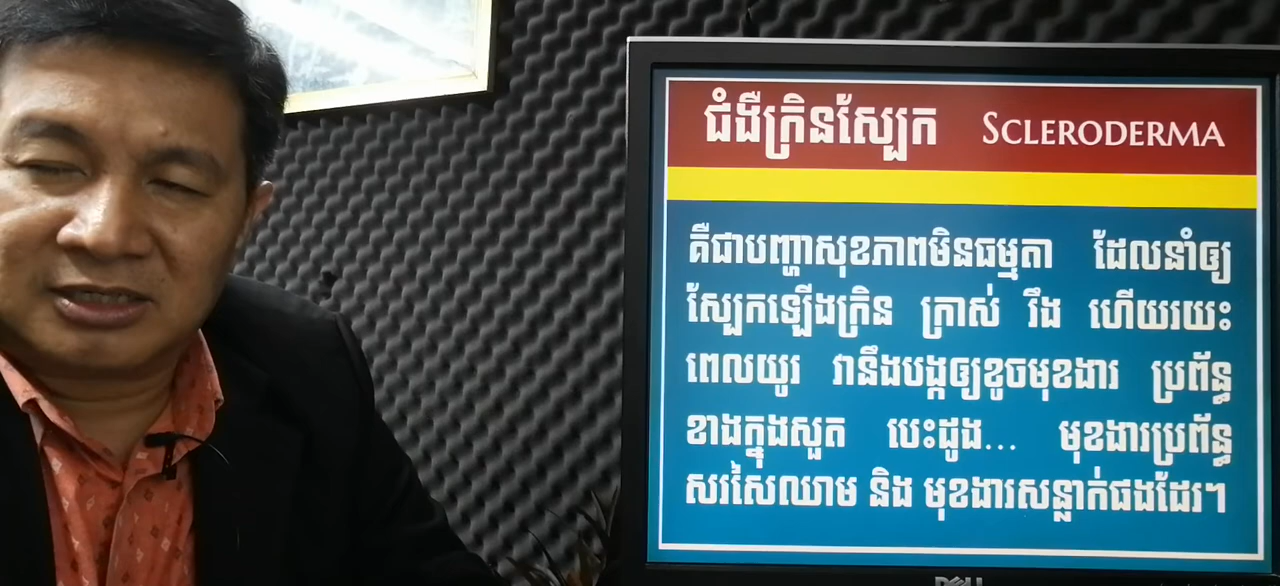 ជំងឺក្រិនស្បែក SCLERODERMA
គឺជាបញ្ហាសុខភាពមិនធម្មតា ដែលនាំឲ្យ
ស្បែកឡើងក្រិន ក្រាស់ រឹង ហើយរយះ
ពេលយូរ វានឹងបង្កឲ្យខូចមុខងារ ប្រព័ន្ធ
ខាងក្នុងសួត បេះដូង... មុខងារប្រព័ន្ធ
សរសៃឈាម និង មុខងារសន្លាក់ផងដែរ។
DELL